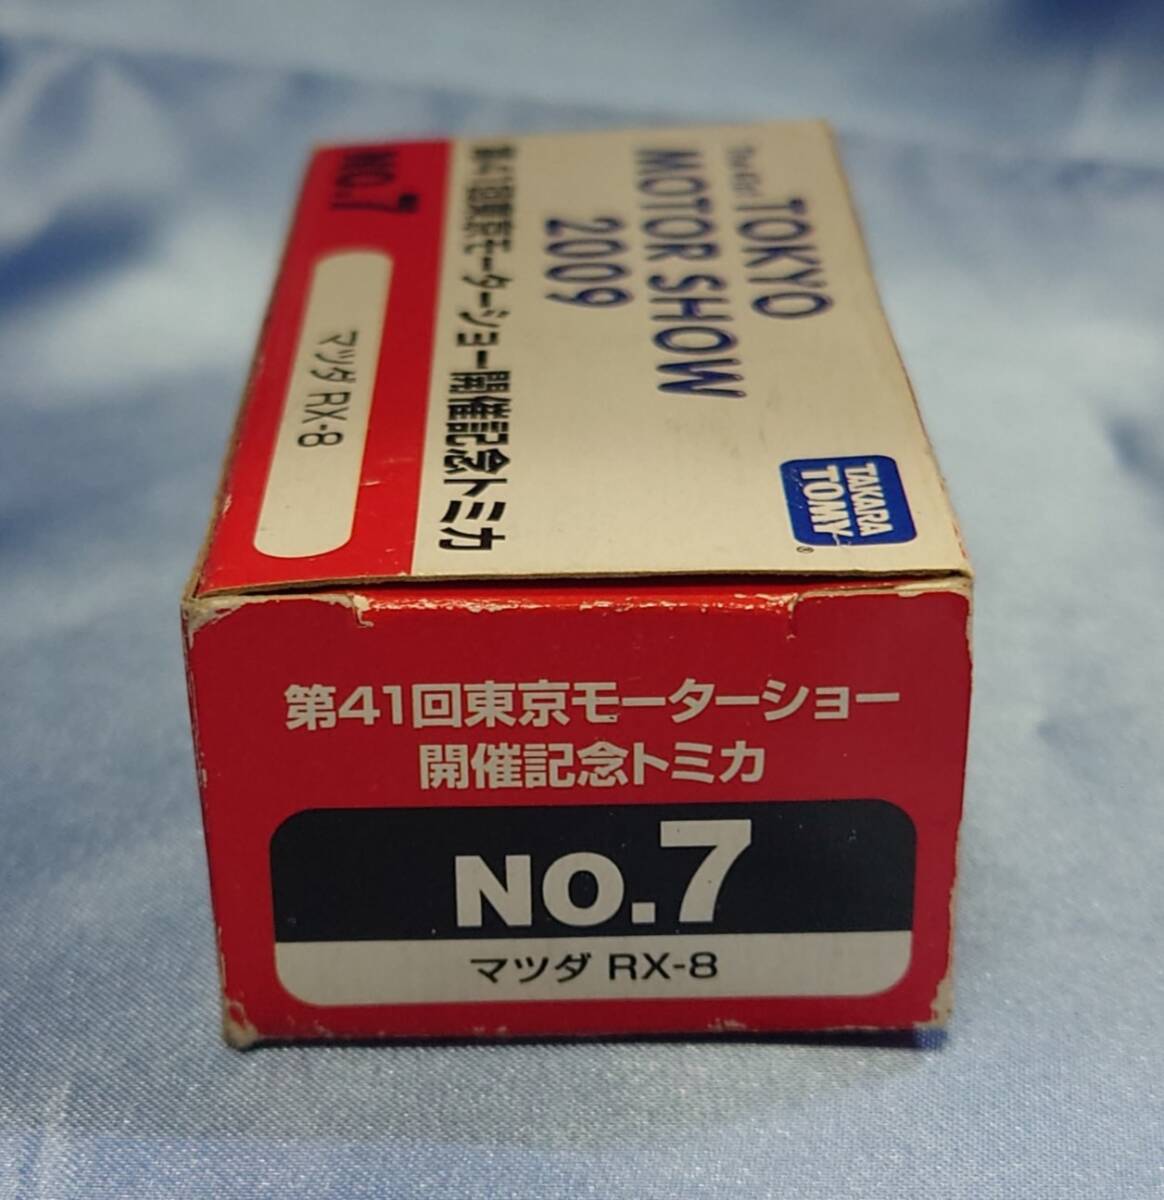 The 41st TOKYO
MOTOR SHOW
2009
第41回東京モーターショー開催記念トミカ
NO.7
マツダ RX-8
TAKARA
TOMY®
第41回東京モーターショー
開催記念トミカ
NO.7
マツダ RX-8